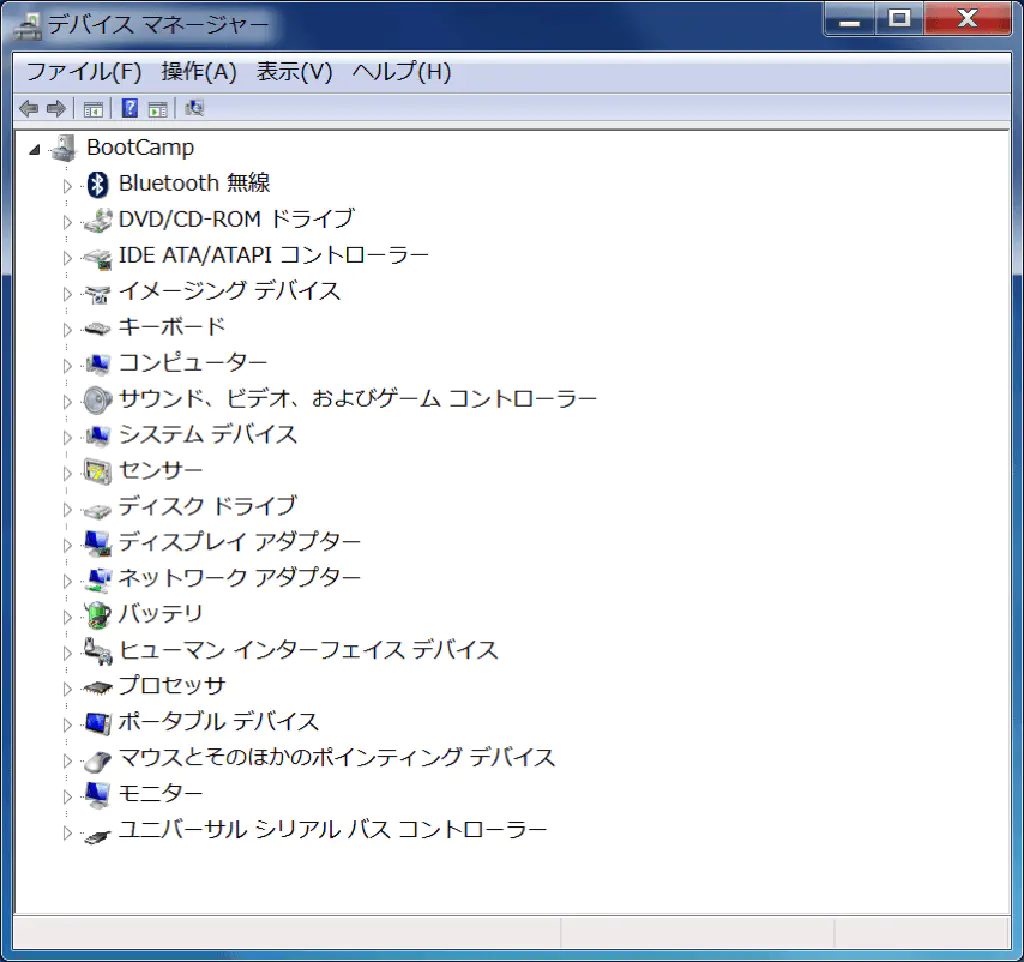 デバイス マネージャー
ファイル(F) 操作(A) 表示(V) ヘルプ(H)
BootCamp
Bluetooth 無線
DVD/CD-ROM ドライブ
IDE ATA/ATAPI コントローラー
イメージング デバイス
キーボード
コンピューター
サウンド、ビデオ、およびゲーム コントローラー
システム デバイス
センサー
ディスク ドライブ
ディスプレイ アダプター
ネットワーク アダプター
バッテリ
ヒューマン インターフェイス デバイス
プロセッサ
ポータブル デバイス
マウスとそのほかのポインティング デバイス
モニター
ユニバーサル シリアル バス コントローラー